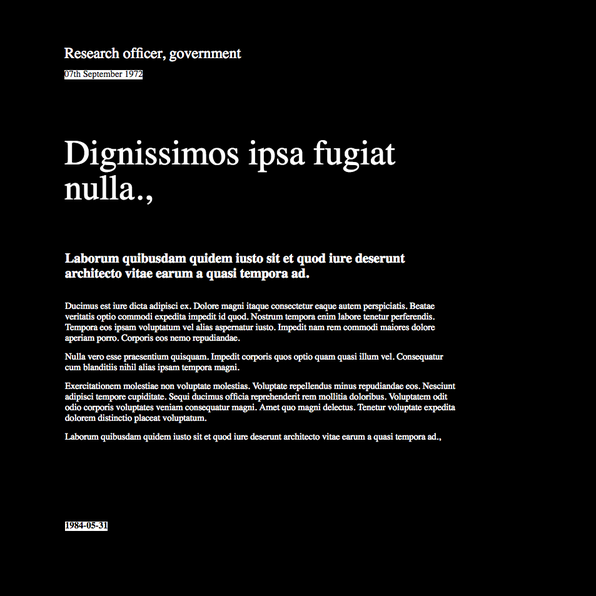 Research officer, government
07th September 1972
Dignissimos ipsa fugiat
nulla.,
Laborum quibusdam quidem iusto sit et quod iure deserunt
architecto vitae earum a quasi tempora ad.
Ducimus est iure dicta adipisci ex. Dolore magni itaque consectetur eaque autem perspiciatis. Beatae
veritatis optio commodi expedita impedit id quod. Nostrum tempora enim labore tenetur perferendis.
Tempora eos ipsam voluptatum vel alias aspernatur iusto. Impedit nam rem commodi maiores dolore
aperiam porro. Corporis eos nemo repudiandae.
Nulla vero esse praesentium quisquam. Impedit corporis quos optio quam quasi illum vel. Consequatur
cum blanditiis nihil alias ipsam tempora magni.
Exercitationem molestiae non voluptate molestias. Voluptate repellendus minus repudiandae eos. Nesciunt
adipisci tempore cupiditate. Sequi ducimus officia reprehenderit rem mollitia doloribus. Voluptatem odit
odio corporis voluptates veniam consequatur magni. Amet quo magni delectus. Tenetur voluptate expedita
dolorem distinctio placeat voluptatum.
Laborum quibusdam quidem iusto sit et quod iure deserunt architecto vitae earum a quasi tempora ad.,
1984-05-31